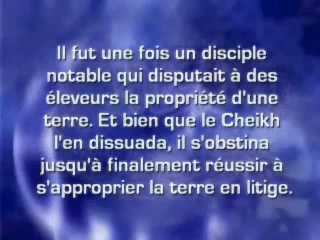 Il fut une fois un disciple
notable qui disputait à des
éleveurs la propriété d'une
terre. Et bien que le Cheikh
l'en dissuada, il s'obstina
jusqu'à finalement réussir à
s'approprier la terre en litige.